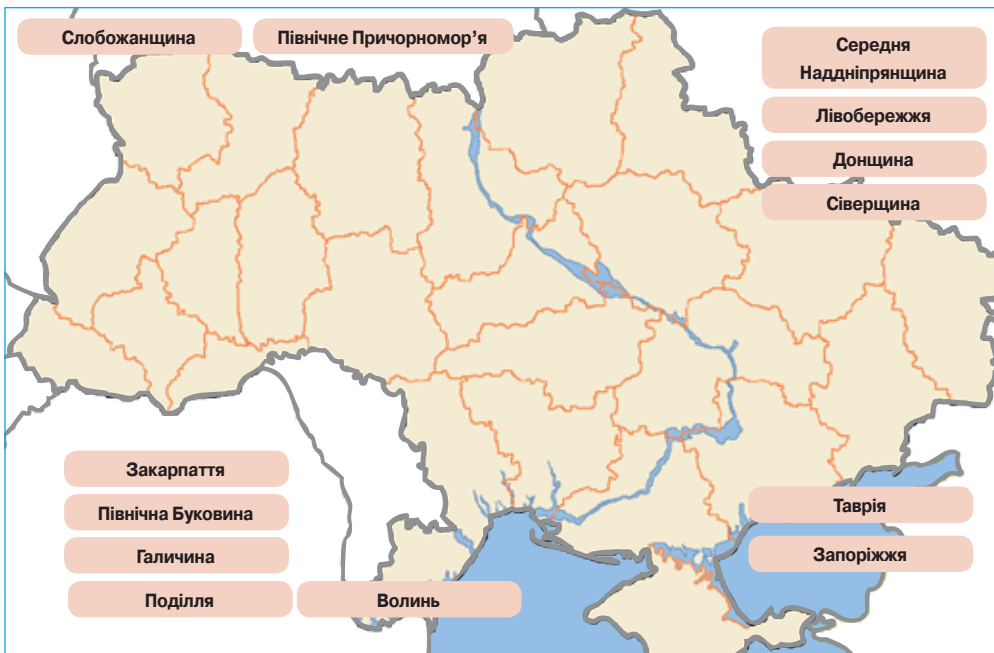 Слобожанщина
Північне Причорномор’я
Середня
Наддніпрянщина
Лівобережжя
Донщина
Сіверщина
Закарпаття
Північна Буковина
Галичина
Поділля
Волинь
Таврія
Запоріжжя